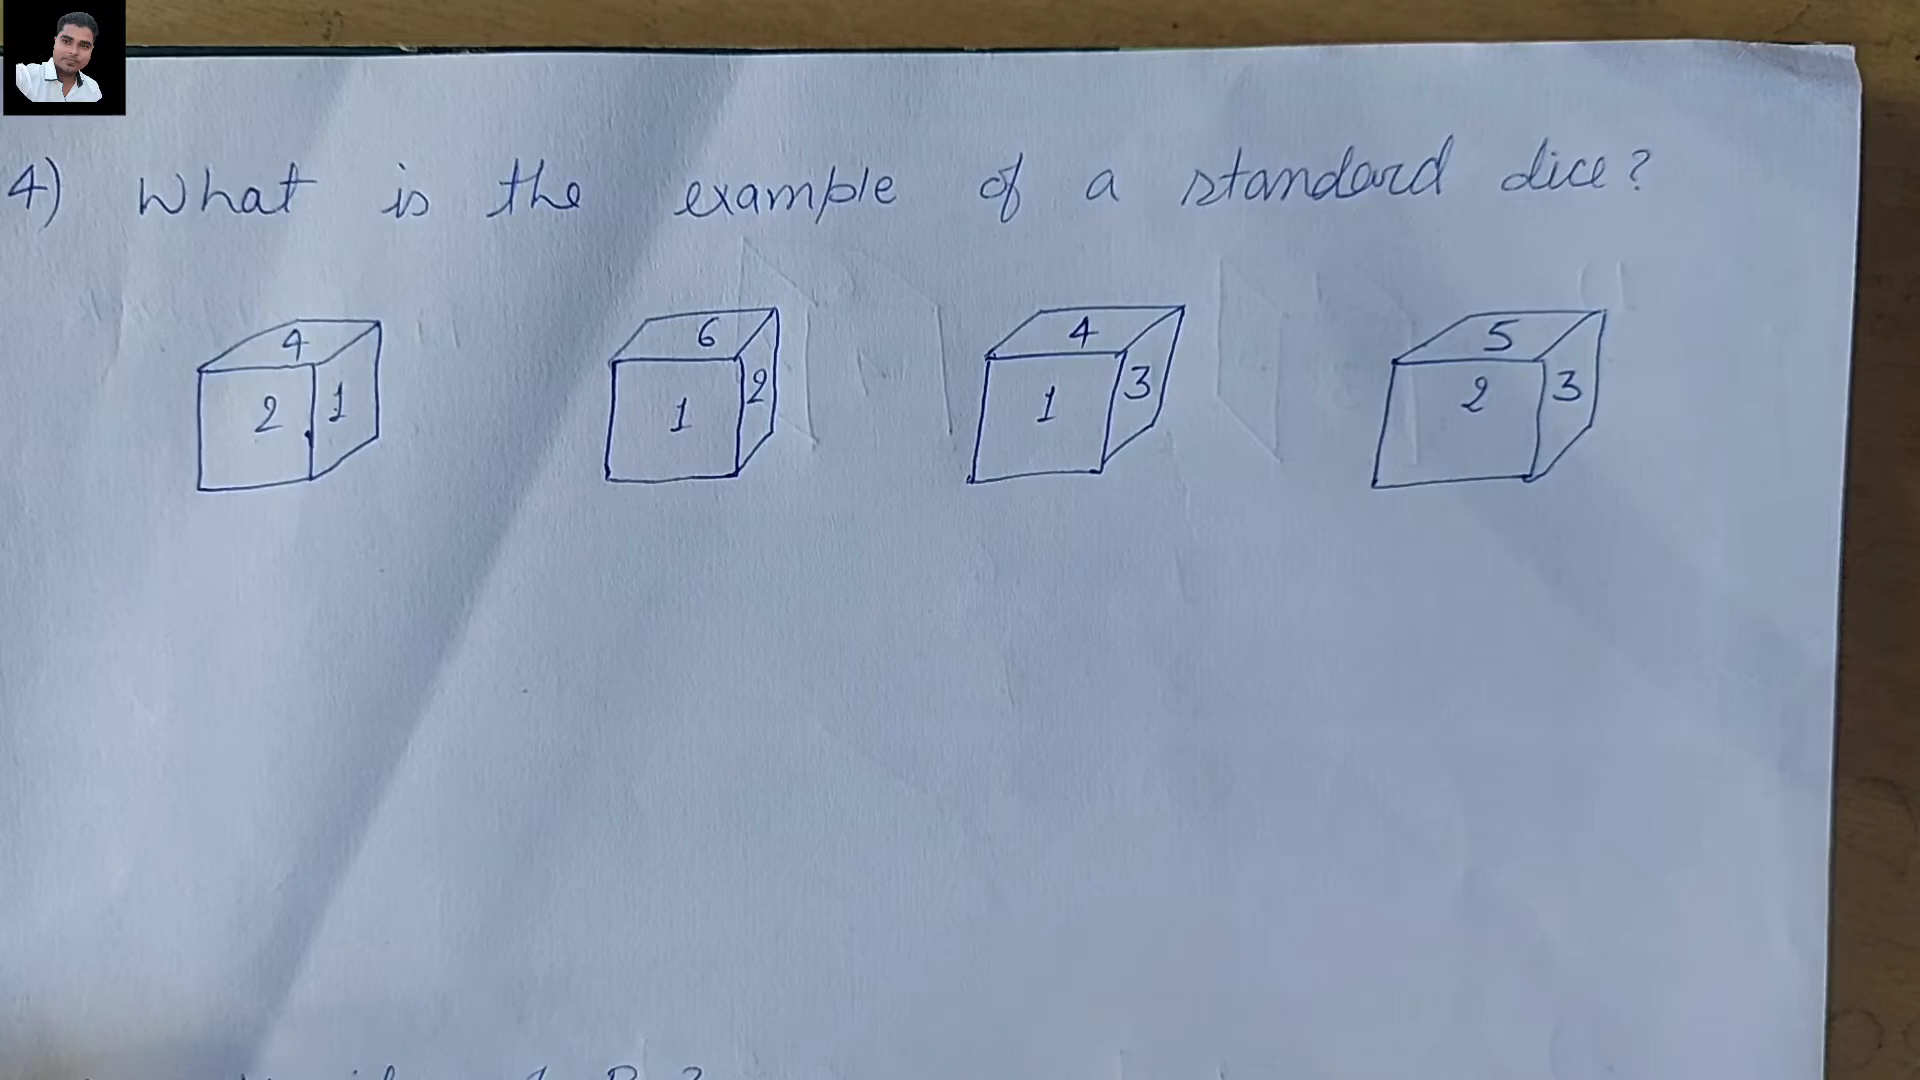 4) What is the example of a standard dice?
4 6 4 5
2 1 1 2 1 3 2 3